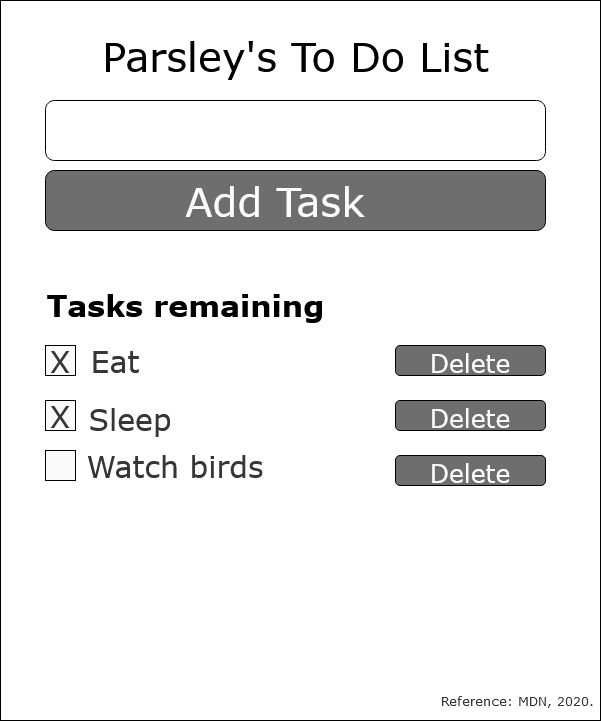 Parsley's To Do List
Add Task
Tasks remaining
X Eat Delete
X Sleep Delete
Watch birds Delete
Reference: MDN, 2020.